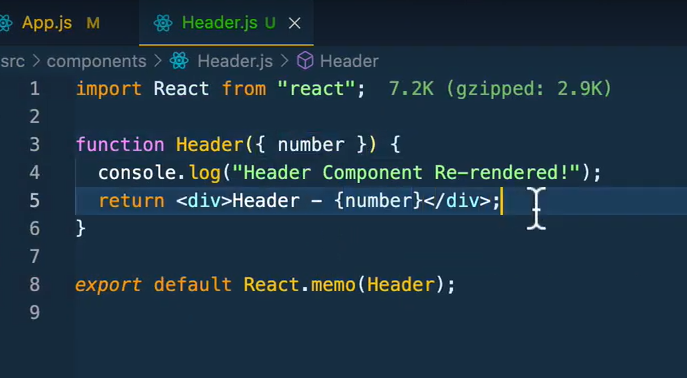 App.js M Header.js U
src > components > Header.js > Header
1 import React from "react"; 7.2K (gzipped: 2.9K)
2
3 function Header({ number }) {
4 console.log("Header Component Re-rendered!");
5 return <div>Header - {number}</div>;
6 }
7
8 export default React.memo(Header);
9